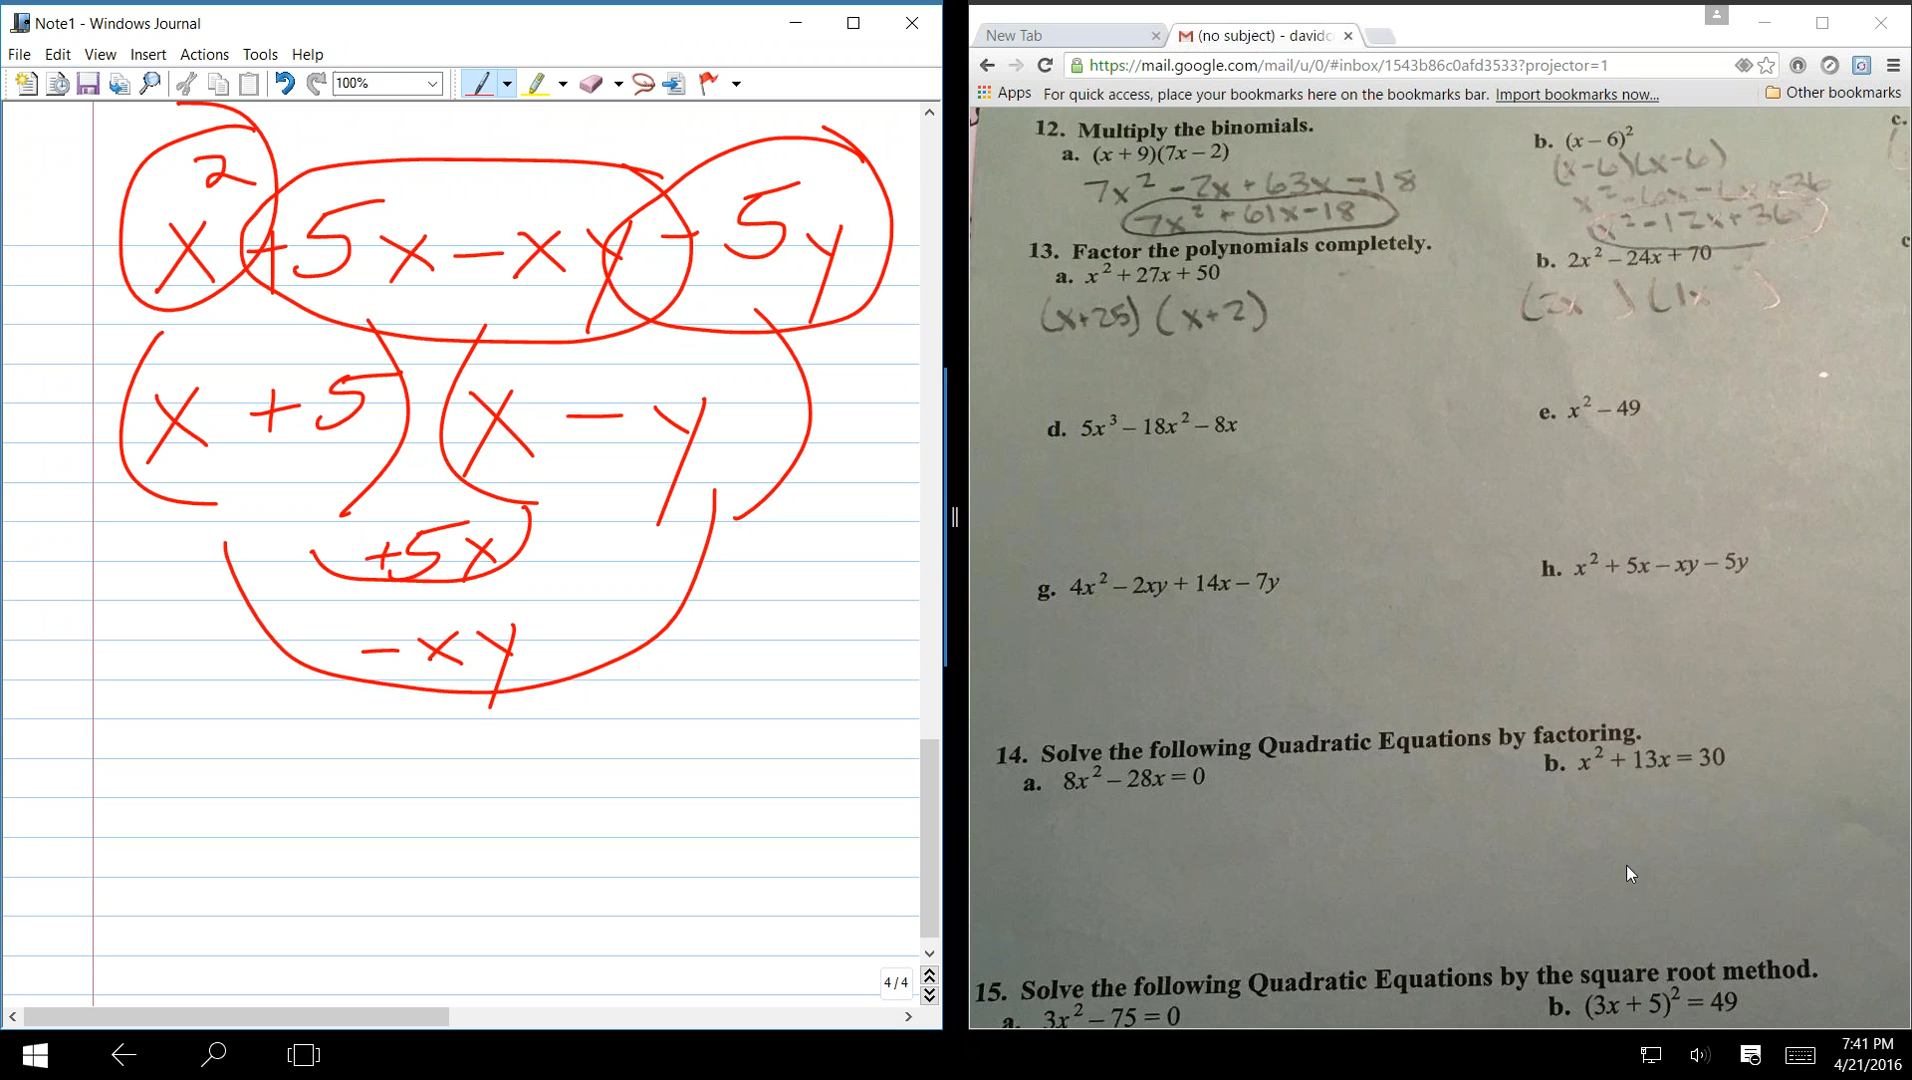 Note1 - Windows Journal
File Edit View Insert Actions Tools Help
100%
x² + 5x - xy - 5y
(x + 5) (x - y)
+5x
- xy
4 / 4
New Tab
(no subject) - davidc
https://mail.google.com/mail/u/0/#inbox/1543b86c0afd3533?projector=1
Apps For quick access, place your bookmarks here on the bookmarks bar. Import bookmarks now... Other bookmarks
12. Multiply the binomials.
a. (x + 9)(7x – 2)
7x² - 2x + 63x - 18
7x² + 61x - 18
b. (x – 6)²
(x-6)(x-6)
x² - 6x - 6x + 36
x² - 12x + 36
c.
13. Factor the polynomials completely.
a. x² + 27x + 50
(x+25) (x+2)
b. 2x² – 24x + 70
(2x ) (1x )
c
d. 5x³ – 18x² – 8x
e. x² – 49
g. 4x² – 2xy + 14x – 7y
h. x² + 5x – xy – 5y
14. Solve the following Quadratic Equations by factoring.
a. 8x² – 28x = 0
b. x² + 13x = 30
15. Solve the following Quadratic Equations by the square root method.
a. 3x² – 75 = 0
b. (3x + 5)² = 49
7:41 PM
4/21/2016